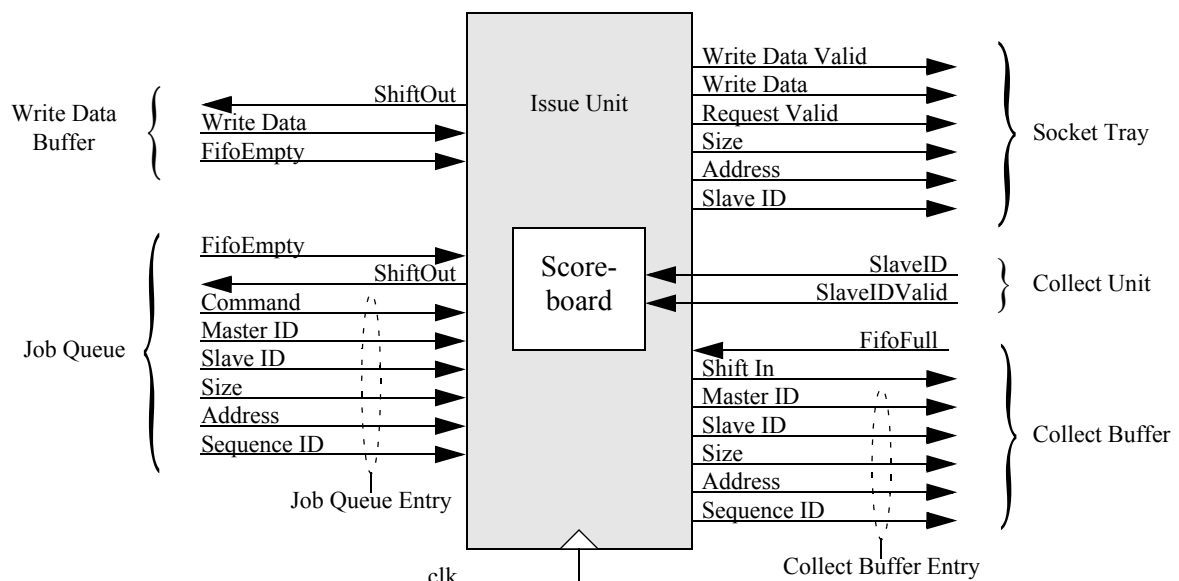 Write Data
Buffer
ShiftOut
Write Data
FifoEmpty
Job Queue
FifoEmpty
ShiftOut
Command
Master ID
Slave ID
Size
Address
Sequence ID
Job Queue Entry
Issue Unit
Score-
board
clk
Write Data Valid
Write Data
Request Valid
Size
Address
Slave ID
Socket Tray
SlaveID
SlaveIDValid
Collect Unit
FifoFull
Shift In
Master ID
Slave ID
Size
Address
Sequence ID
Collect Buffer
Collect Buffer Entry